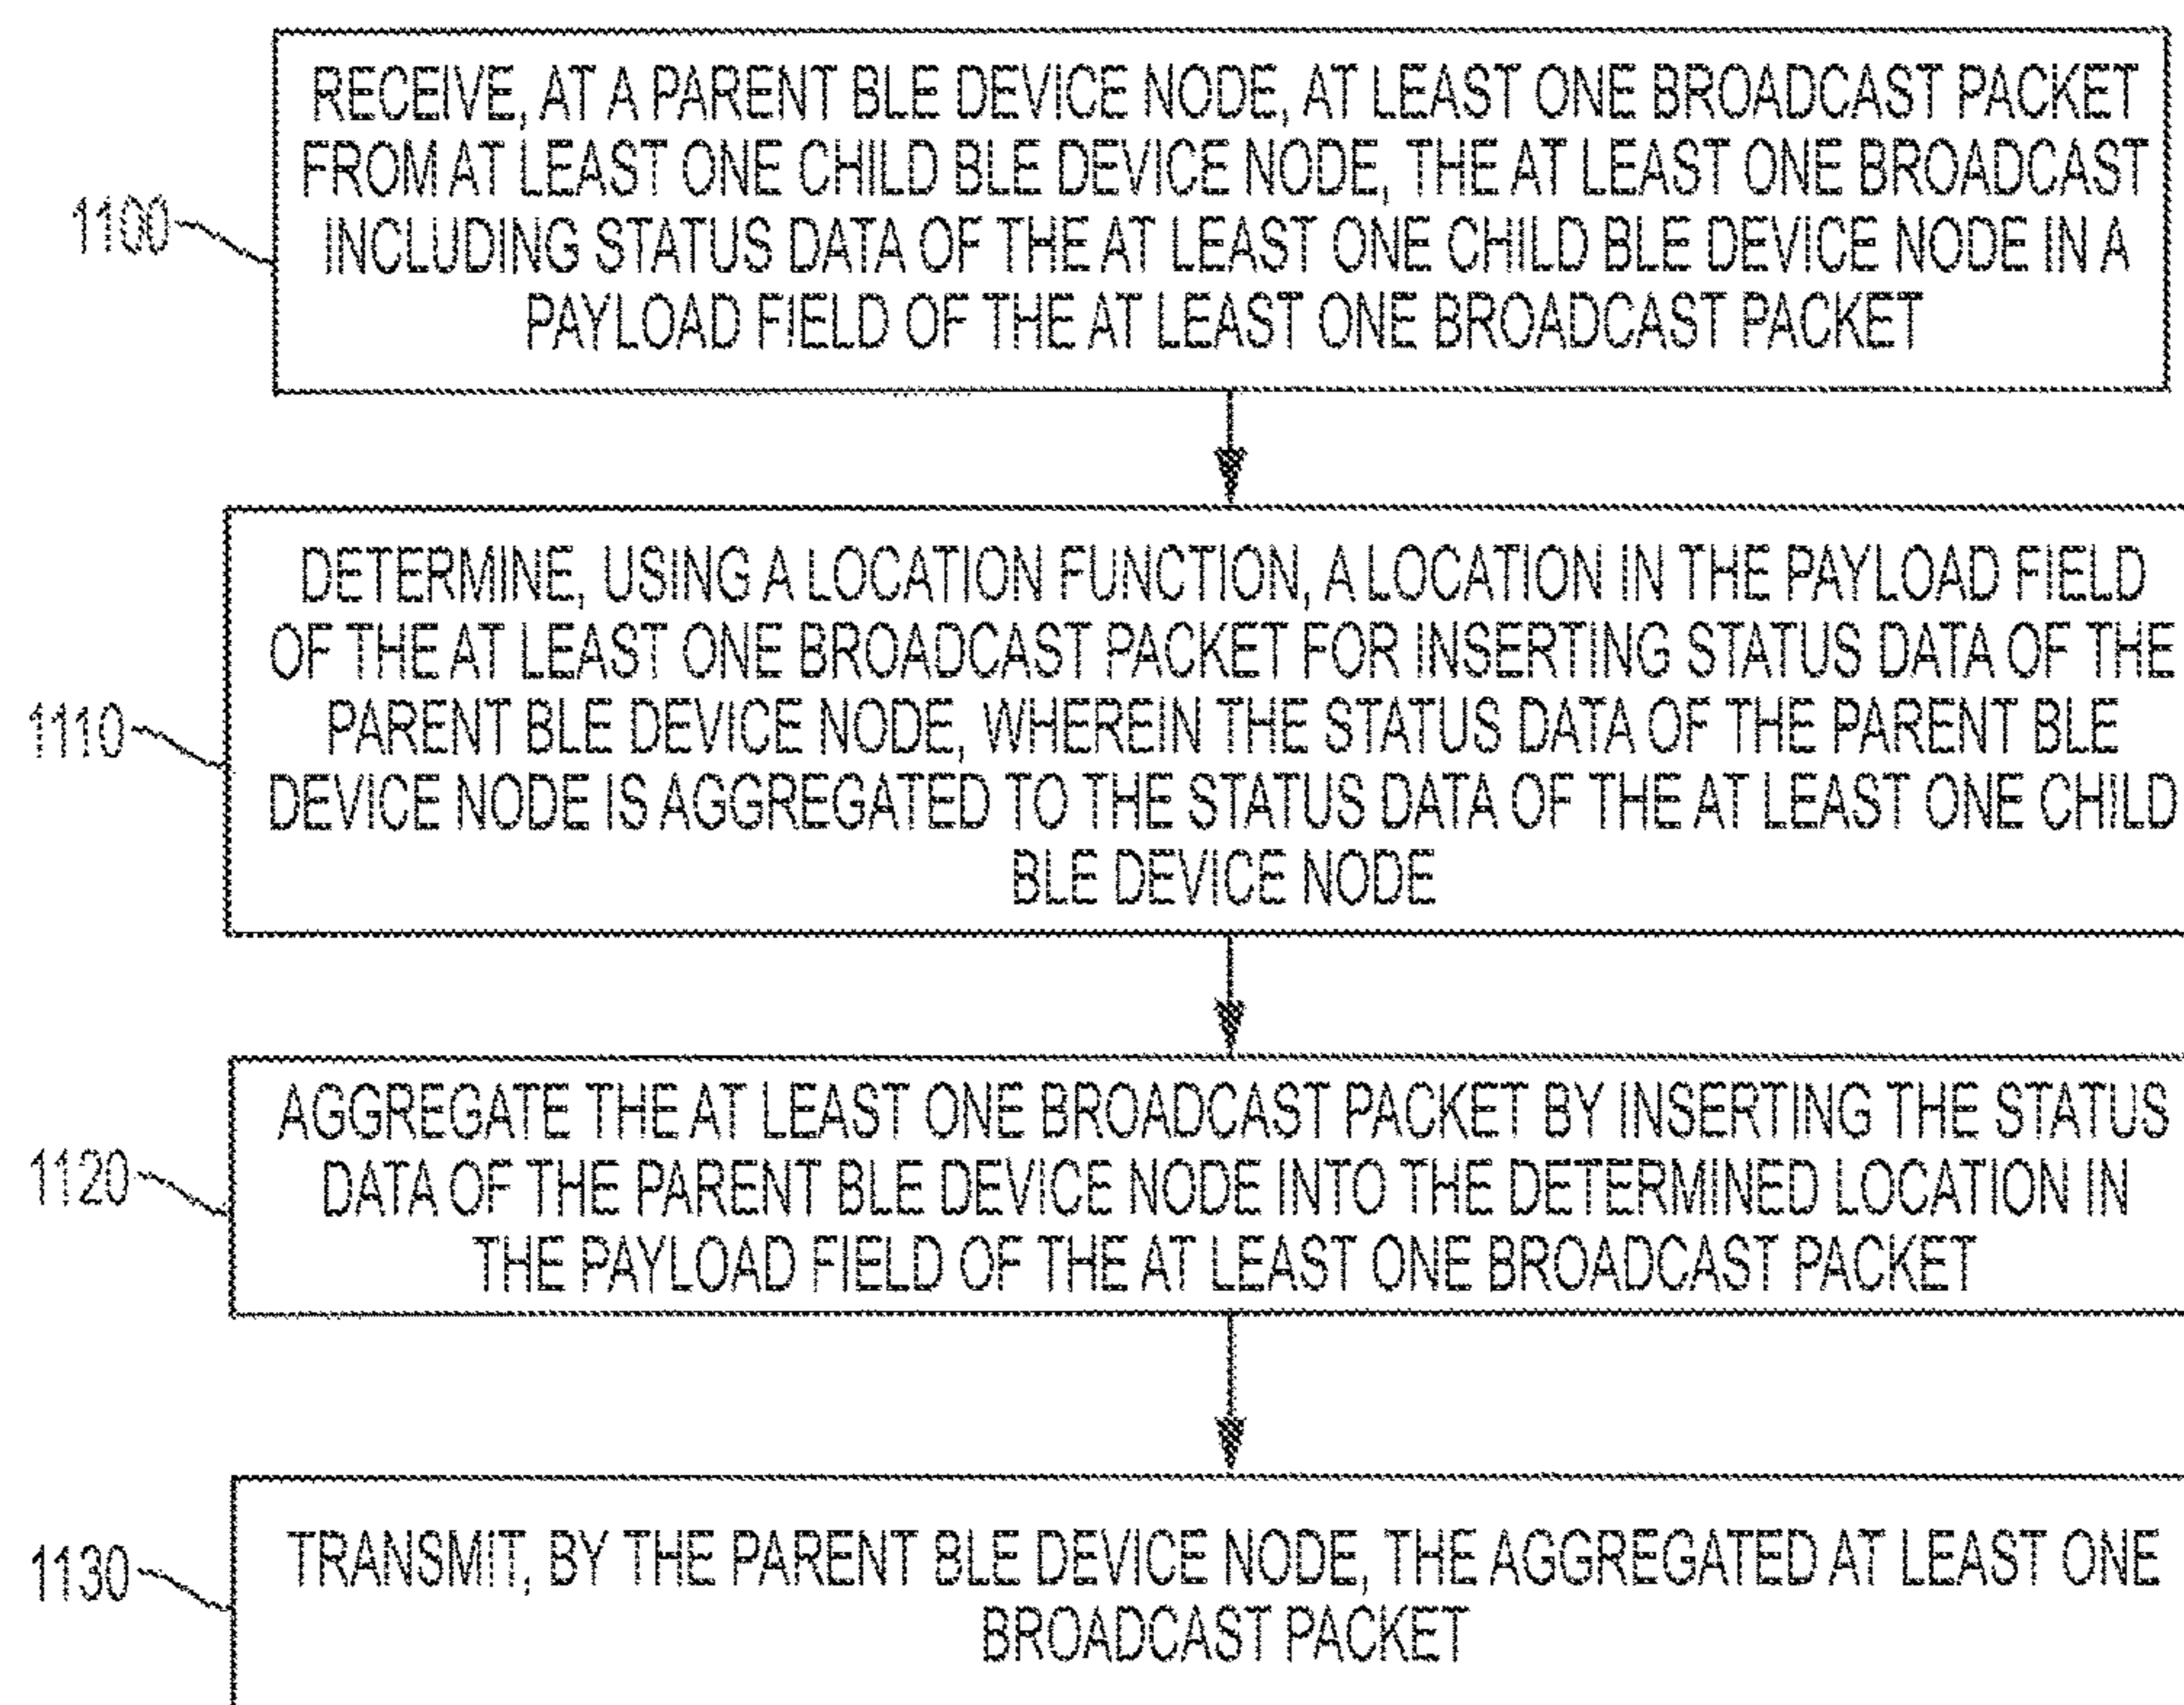 RECEIVE, AT A PARENT BLE DEVICE NODE, AT LEAST ONE BROADCAST PACKET
FROM AT LEAST ONE CHILD BLE DEVICE NODE, THE AT LEAST ONE BROADCAST
INCLUDING STATUS DATA OF THE AT LEAST ONE CHILD BLE DEVICE NODE IN A
PAYLOAD FIELD OF THE AT LEAST ONE BROADCAST PACKET
1100
DETERMINE, USING A LOCATION FUNCTION, A LOCATION IN THE PAYLOAD FIELD
OF THE AT LEAST ONE BROADCAST PACKET FOR INSERTING STATUS DATA OF THE
PARENT BLE DEVICE NODE, WHEREIN THE STATUS DATA OF THE PARENT BLE
DEVICE NODE IS AGGREGATED TO THE STATUS DATA OF THE AT LEAST ONE CHILD
BLE DEVICE NODE
1110
AGGREGATE THE AT LEAST ONE BROADCAST PACKET BY INSERTING THE STATUS
DATA OF THE PARENT BLE DEVICE NODE INTO THE DETERMINED LOCATION IN
THE PAYLOAD FIELD OF THE AT LEAST ONE BROADCAST PACKET
1120
TRANSMIT, BY THE PARENT BLE DEVICE NODE, THE AGGREGATED AT LEAST ONE
BROADCAST PACKET
1130